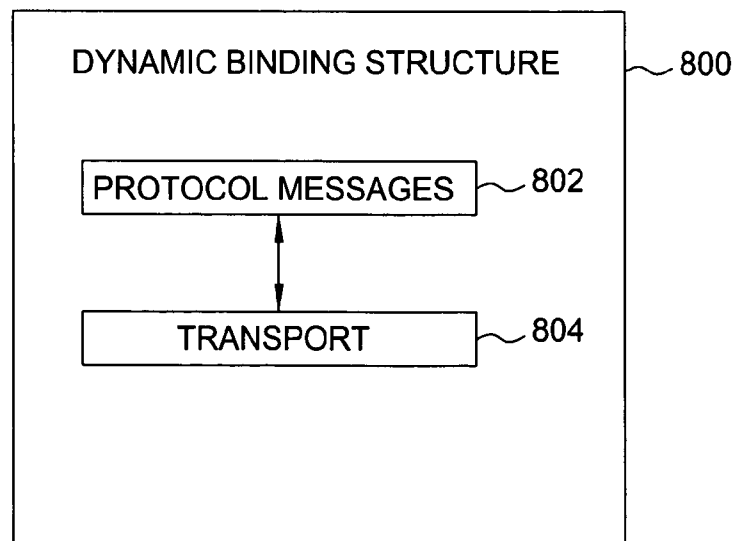 DYNAMIC BINDING STRUCTURE
800
PROTOCOL MESSAGES
802
TRANSPORT
804